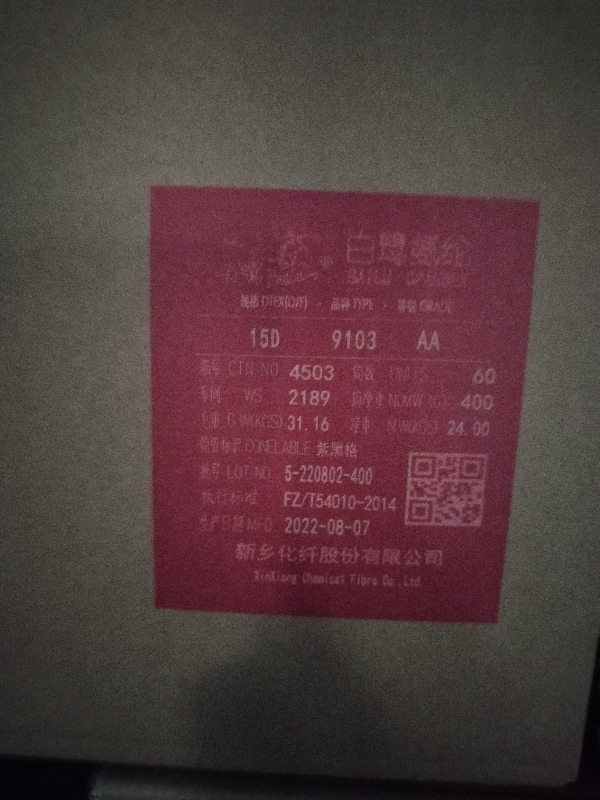 白鹭氨纶
BAILU SPANDEX
规格 DTEX(D/F) · 品种 TYPE · 等级 GRADE
15D 9103 AA
箱号 CTN NO 4503 筒数 UNI PS 60
车间 WS 2189 筒净重 NOMW (G) 400
毛重 G W(KGS) 31.16 净重 N W(KGS) 24.00
筒管标识 CONELABLE 紫黑格
批号 LOT NO. 5-220802-400
执行标准 FZ/T54010-2014
生产日期 MFD 2022-08-07
新乡化纤股份有限公司
XinXiang Chemical Fibre Co.,Ltd.